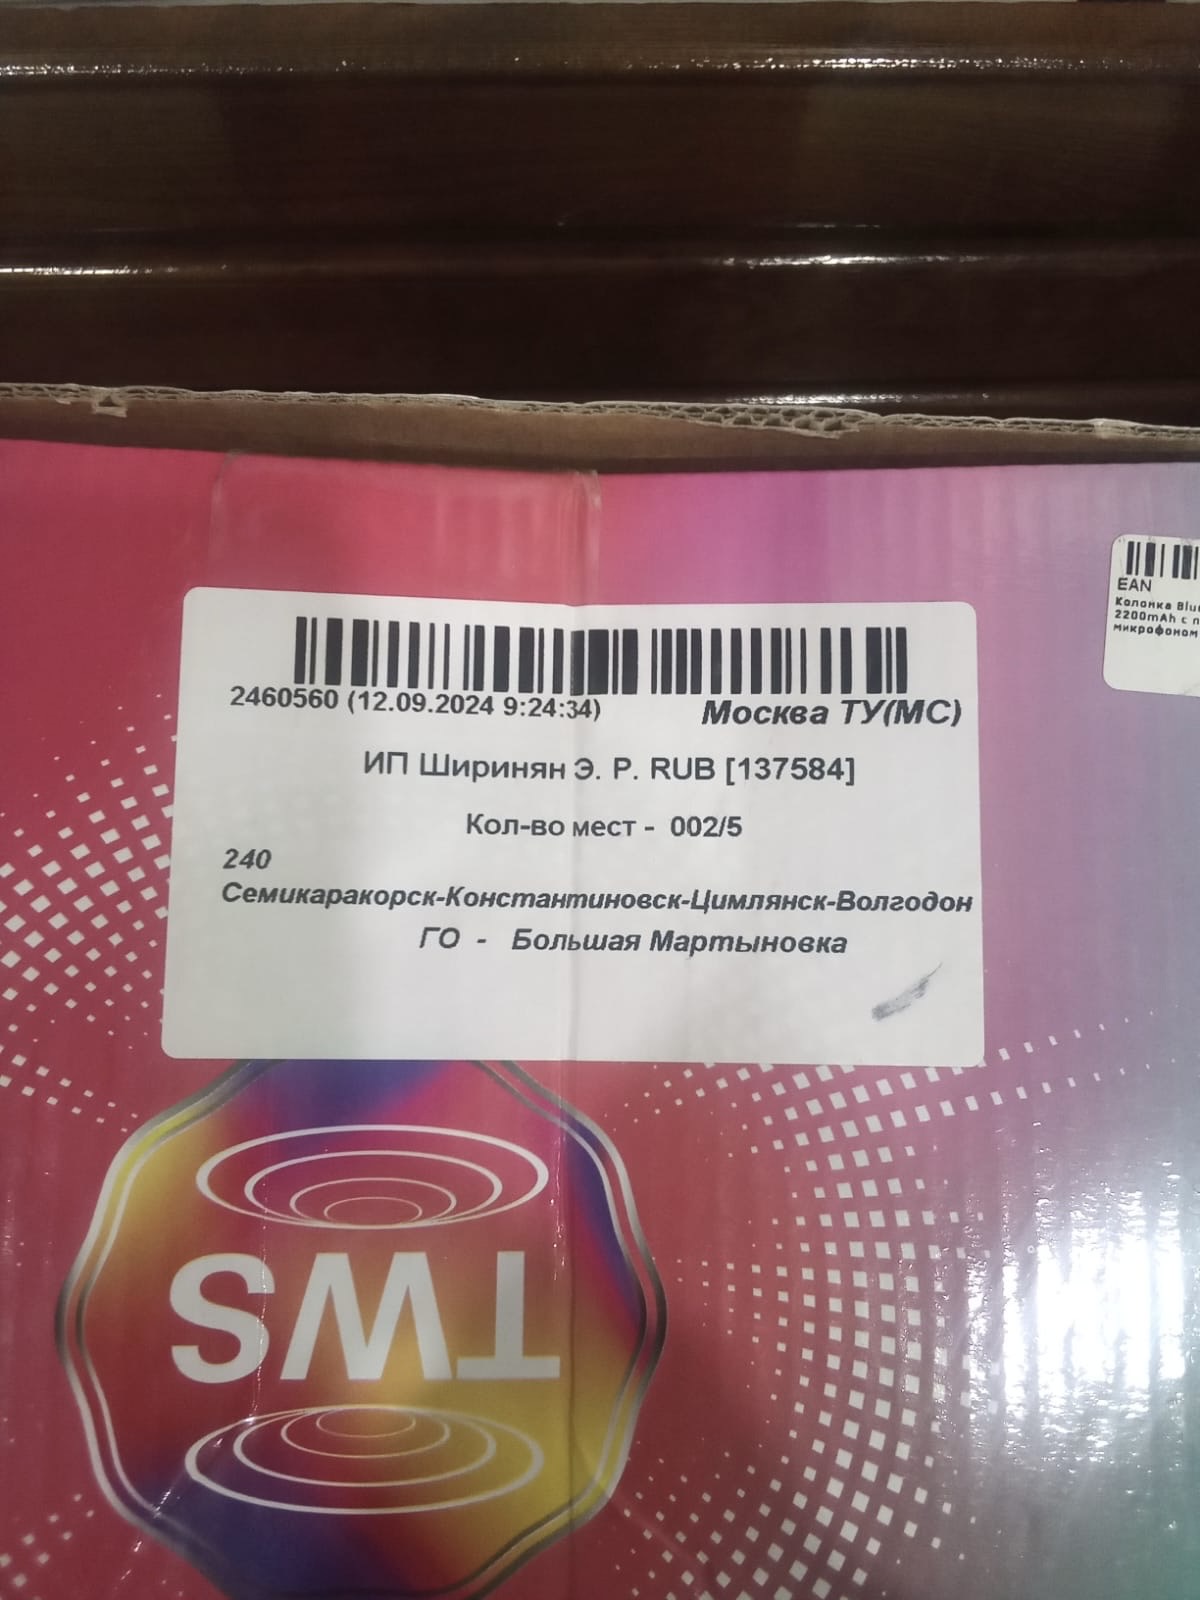 EAN
Колонка
2200mAh с
микрофоном
2460560 (12.09.2024 9:24:34)
Москва ТУ(МС)
ИП Ширинян Э. Р. RUB [137584]
Кол-во мест - 002/5
240
Семикаракорск-Константиновск-Цимлянск-Волгодон
ГО - Большая Мартыновка
TWS